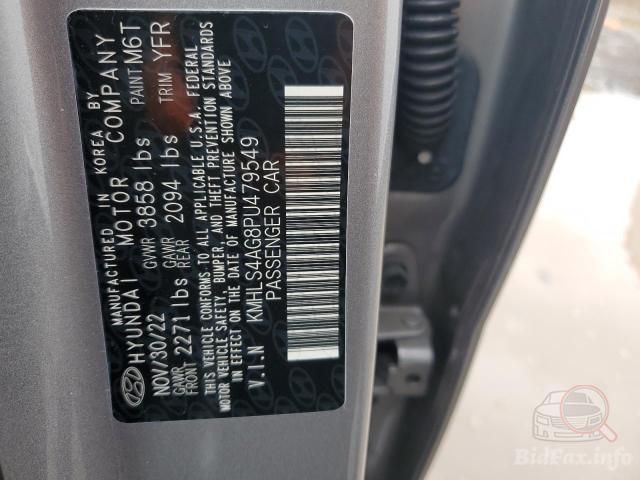 MANUFACTURED IN KOREA BY
HYUNDAI MOTOR COMPANY
NOV/30/22 GVWR 3858 lbs PAINT M6T
GAWR FRONT 2271 lbs GAWR REAR 2094 lbs TRIM YFR
THIS VEHICLE CONFORMS TO ALL APPLICABLE U.S.A. FEDERAL
MOTOR VEHICLE SAFETY, BUMPER, AND THEFT PREVENTION STANDARDS
IN EFFECT ON THE DATE OF MANUFACTURE SHOWN ABOVE
V.I.N KMHLS4AG8PU479549
PASSENGER CAR
BidFax.info